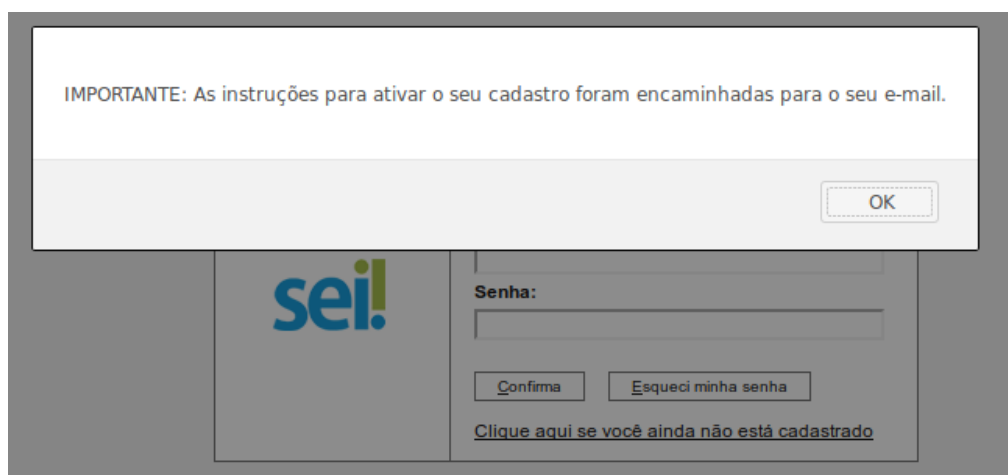 IMPORTANTE: As instruções para ativar o seu cadastro foram encaminhadas para o seu e-mail.
OK
sei!
Senha:
Confirma
Esqueci minha senha
Clique aqui se você ainda não está cadastrado